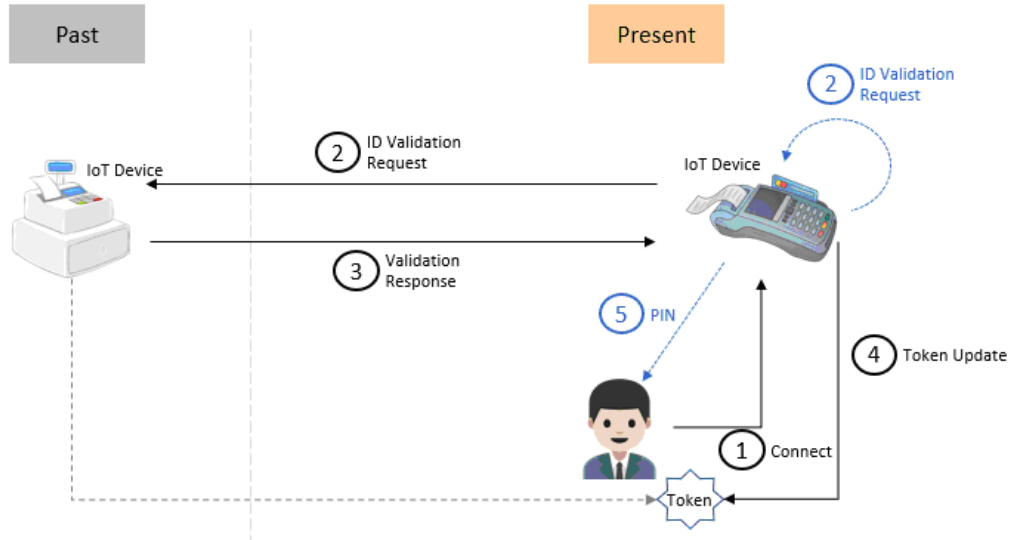 Past
Present
2
ID Validation
Request
2
ID Validation
Request
IoT Device
IoT Device
3
Validation
Response
5
PIN
4
Token Update
1
Connect
Token